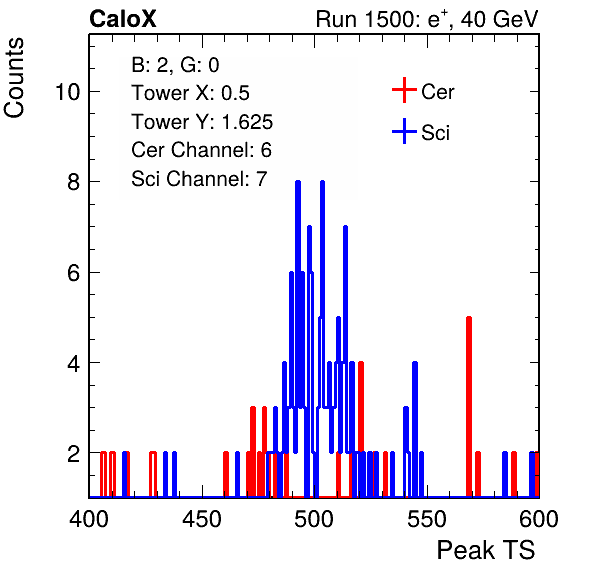 CaloX Run 1500: e⁺, 40 GeV
Counts
B: 2, G: 0
Tower X: 0.5
Tower Y: 1.625
Cer Channel: 6
Sci Channel: 7
Cer
Sci
10
8
6
4
2
400 450 500 550 600
Peak TS